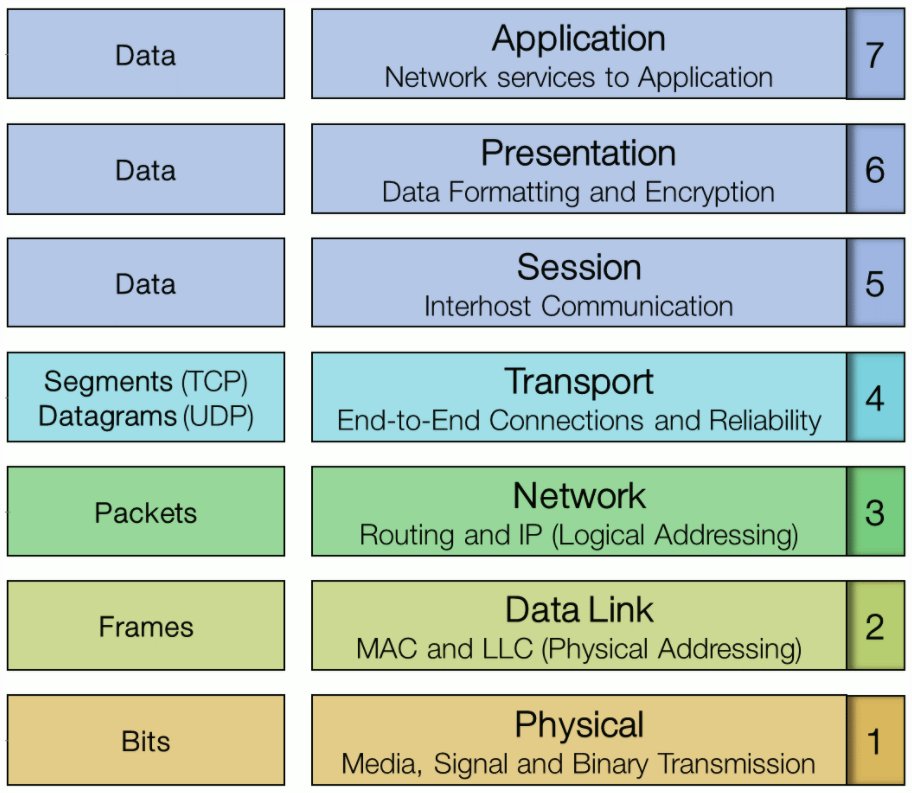 Data
Application
Network services to Application
7
Data
Presentation
Data Formatting and Encryption
6
Data
Session
Interhost Communication
5
Segments (TCP)
Datagrams (UDP)
Transport
End-to-End Connections and Reliability
4
Packets
Network
Routing and IP (Logical Addressing)
3
Frames
Data Link
MAC and LLC (Physical Addressing)
2
Bits
Physical
Media, Signal and Binary Transmission
1